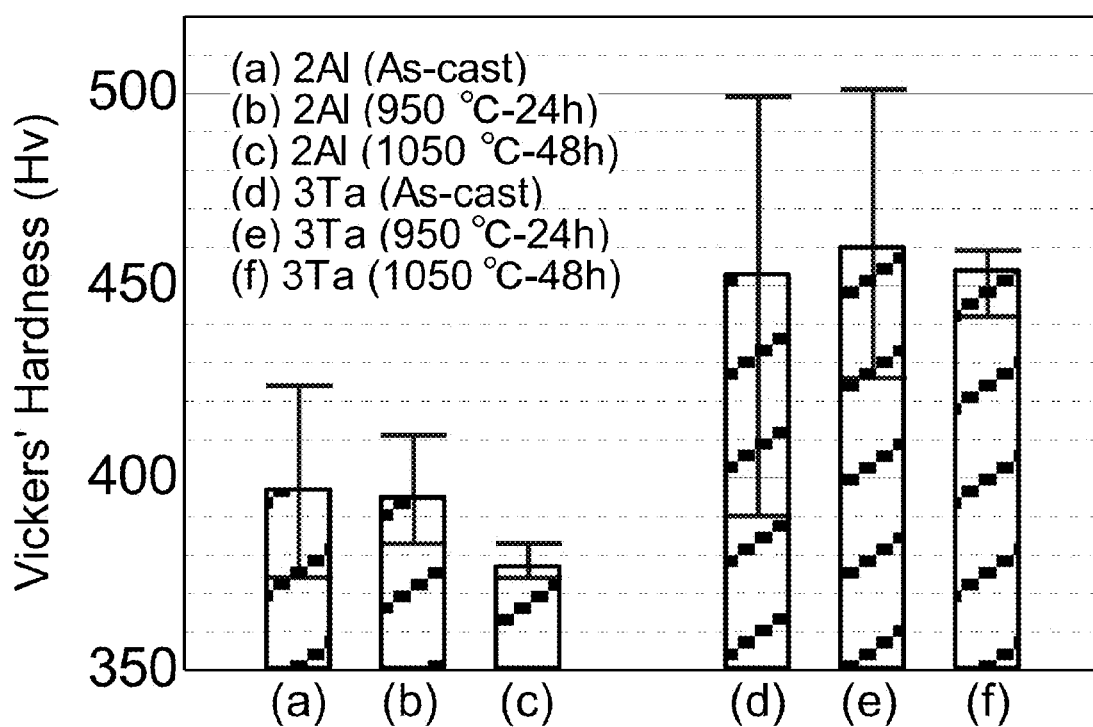 Vickers' Hardness (Hv)
500
450
400
350
(a) 2Al (As-cast)
(b) 2Al (950 ℃-24h)
(c) 2Al (1050 ℃-48h)
(d) 3Ta (As-cast)
(e) 3Ta (950 ℃-24h)
(f) 3Ta (1050 ℃-48h)
(a) (b) (c) (d) (e) (f)